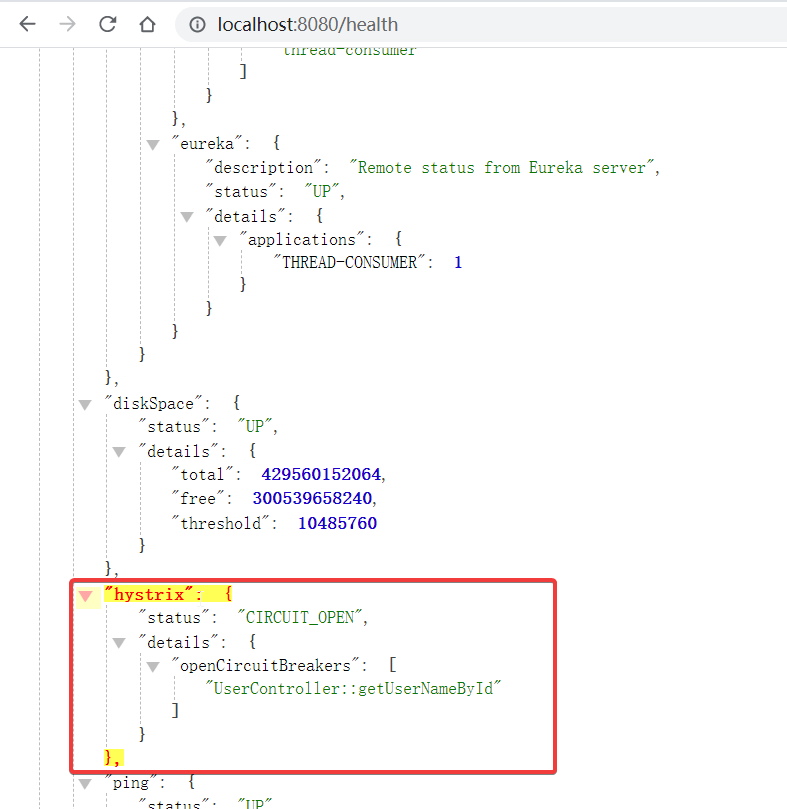 localhost:8080/health
thread-consumer
]
}
},
"eureka": {
"description": "Remote status from Eureka server",
"status": "UP",
"details": {
"applications": {
"THREAD-CONSUMER": 1
}
}
}
}
},
"diskSpace": {
"status": "UP",
"details": {
"total": 429560152064,
"free": 300539658240,
"threshold": 10485760
}
},
"hystrix": {
"status": "CIRCUIT_OPEN",
"details": {
"openCircuitBreakers": [
"UserController::getUserNameById"
]
}
},
"ping": {
"status": "UP"